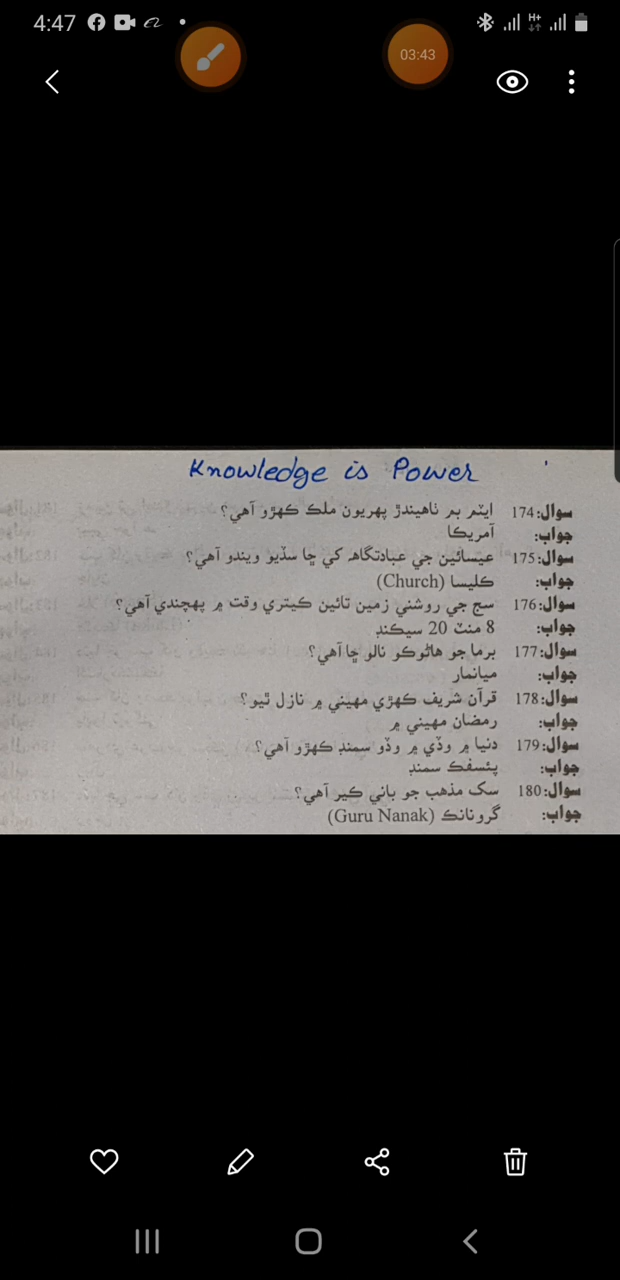 4:47
03:43
H+
Knowledge is Power
سوال:174 ايٽم بم ٺاهيندڙ پهريون ملڪ ڪهڙو آهي؟
جواب: آمريڪا
سوال:175 عيسائين جي عبادتگاهه کي ڇا سڏيو ويندو آهي؟
جواب: ڪليسا (Church)
سوال:176 سج جي روشني زمين تائين ڪيتري وقت ۾ پهچندي آهي؟
جواب: 8 منٽ 20 سيڪنڊ
سوال:177 برما جو هاڻوڪو نالو ڇا آهي؟
جواب: ميانمار
سوال:178 قرآن شريف ڪهڙي مهيني ۾ نازل ٿيو؟
جواب: رمضان مهيني ۾
سوال:179 دنيا ۾ وڏي ۾ وڏو سمنڊ ڪهڙو آهي؟
جواب: پئسفڪ سمنڊ
سوال:180 سک مذهب جو باني ڪير آهي؟
جواب: گرونانڪ (Guru Nanak)